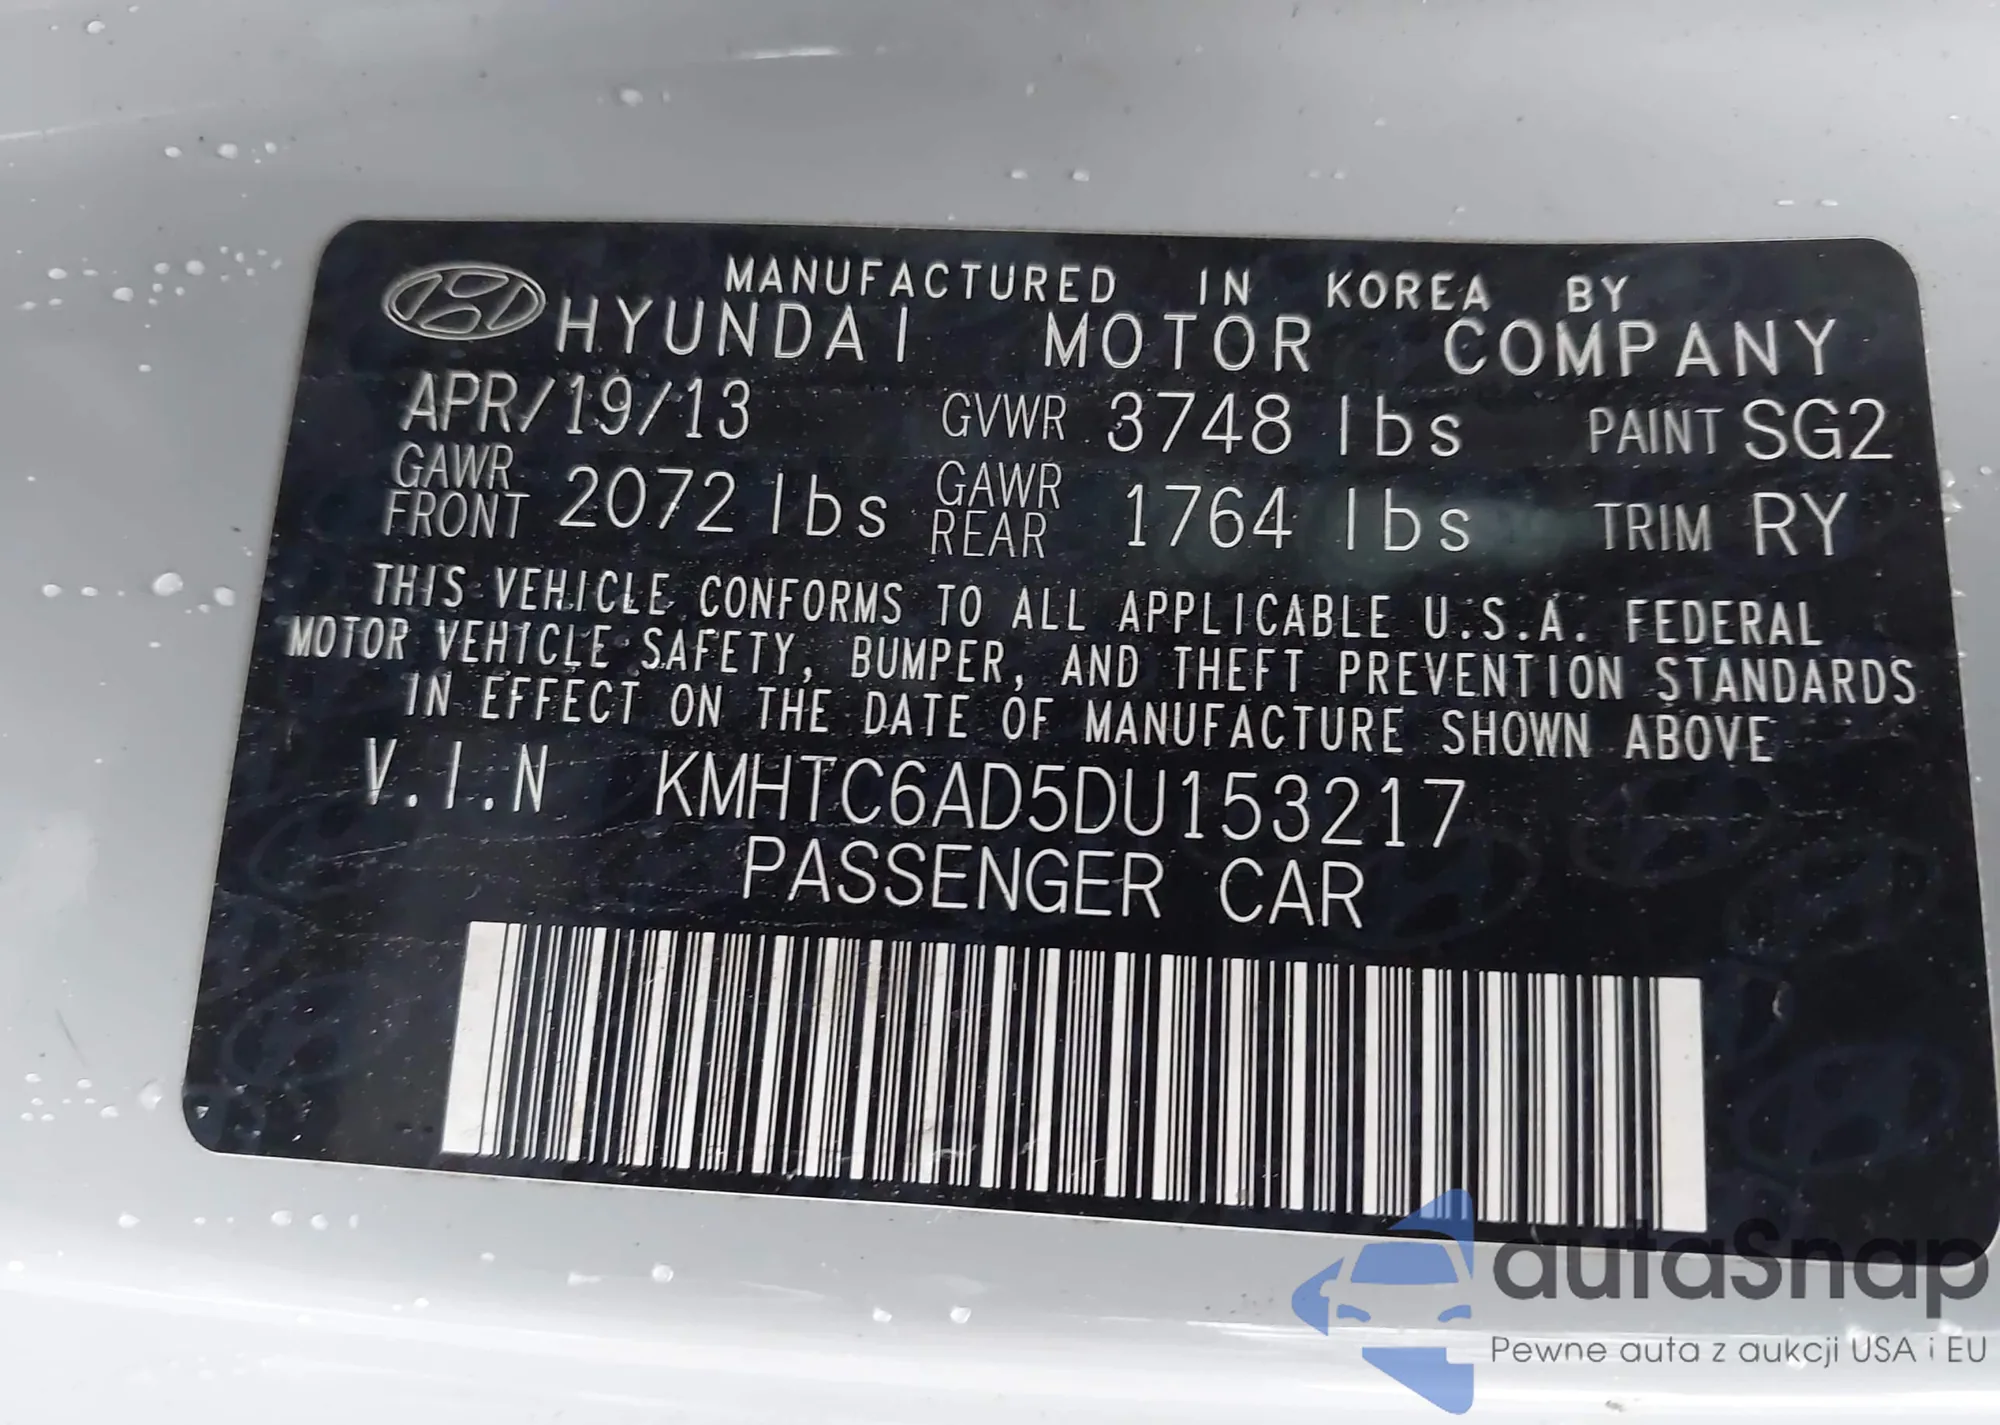 MANUFACTURED IN KOREA BY
HYUNDAI MOTOR COMPANY
APR/19/13 GVWR 3748 lbs PAINT SG2
GAWR FRONT 2072 lbs GAWR REAR 1764 lbs TRIM RY
THIS VEHICLE CONFORMS TO ALL APPLICABLE U.S.A. FEDERAL
MOTOR VEHICLE SAFETY, BUMPER, AND THEFT PREVENTION STANDARDS
IN EFFECT ON THE DATE OF MANUFACTURE SHOWN ABOVE
V.I.N KMHTC6AD5DU153217
PASSENGER CAR
autaSnap
Pewne auta z aukcji USA i EU